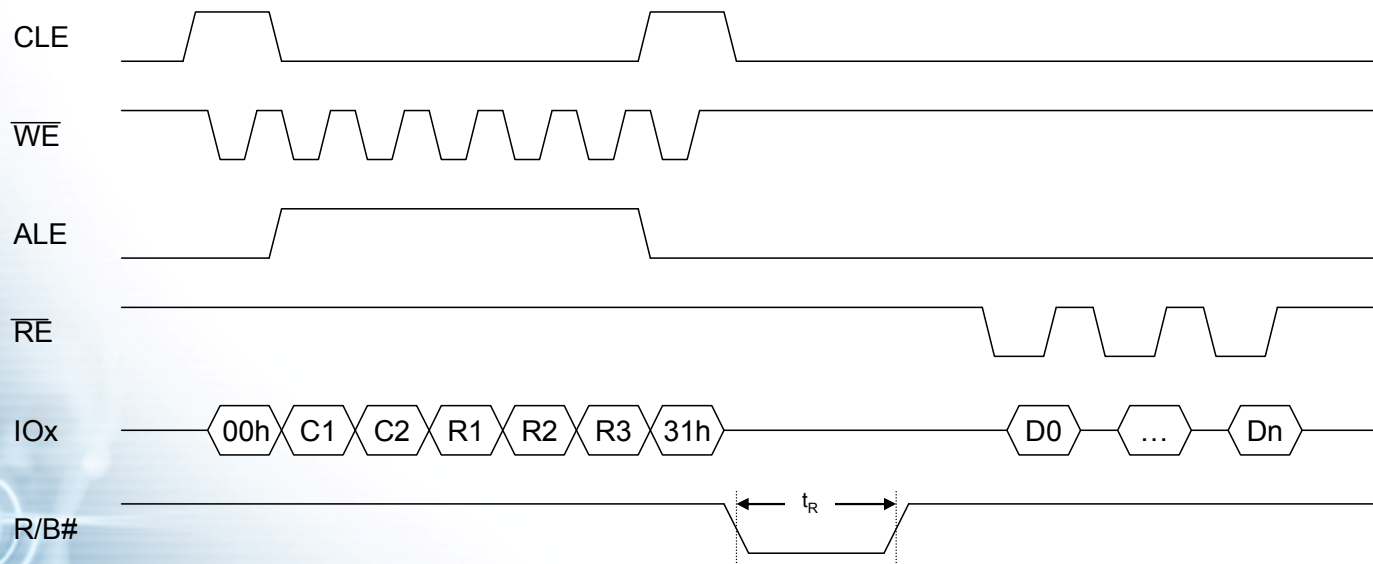 CLE
WE
ALE
RE
IOx 00h C1 C2 R1 R2 R3 31h D0 … Dn
R/B# tR